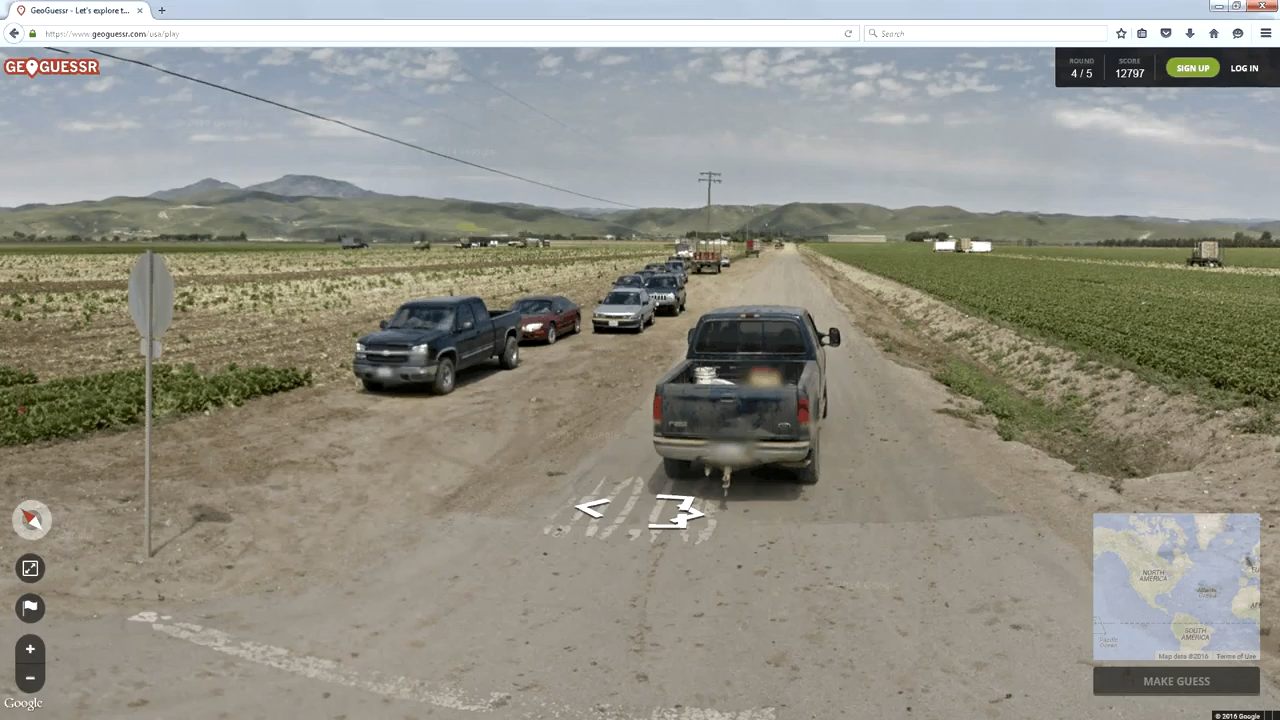 GeoGuessr - Let's explore t...
https://www.geoguessr.com/usa/play
Search
GEOGUESSR
ROUND
4 / 5
SCORE
12797
SIGN UP
LOG IN
NORTH
AMERICA
SOUTH
AMERICA
Map data ©2016
Terms of Use
MAKE GUESS
Google
© 2016 Google